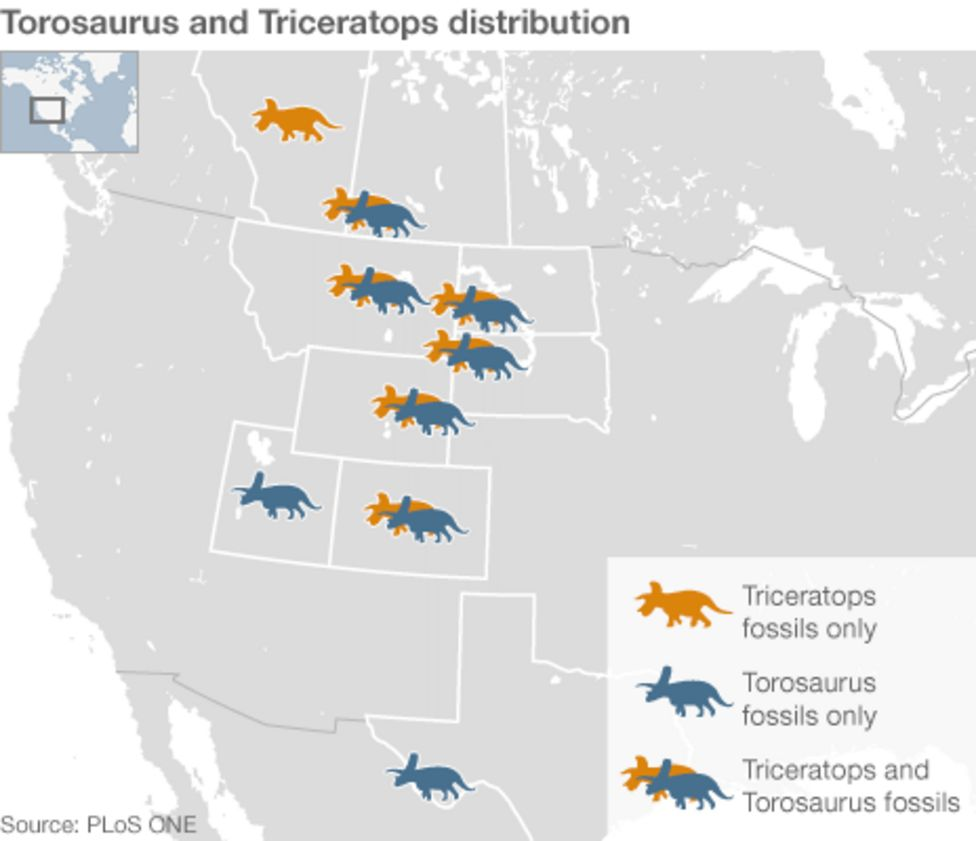 Torosaurus and Triceratops distribution
Triceratops
fossils only
Torosaurus
fossils only
Triceratops and
Torosaurus fossils
Source: PLoS ONE